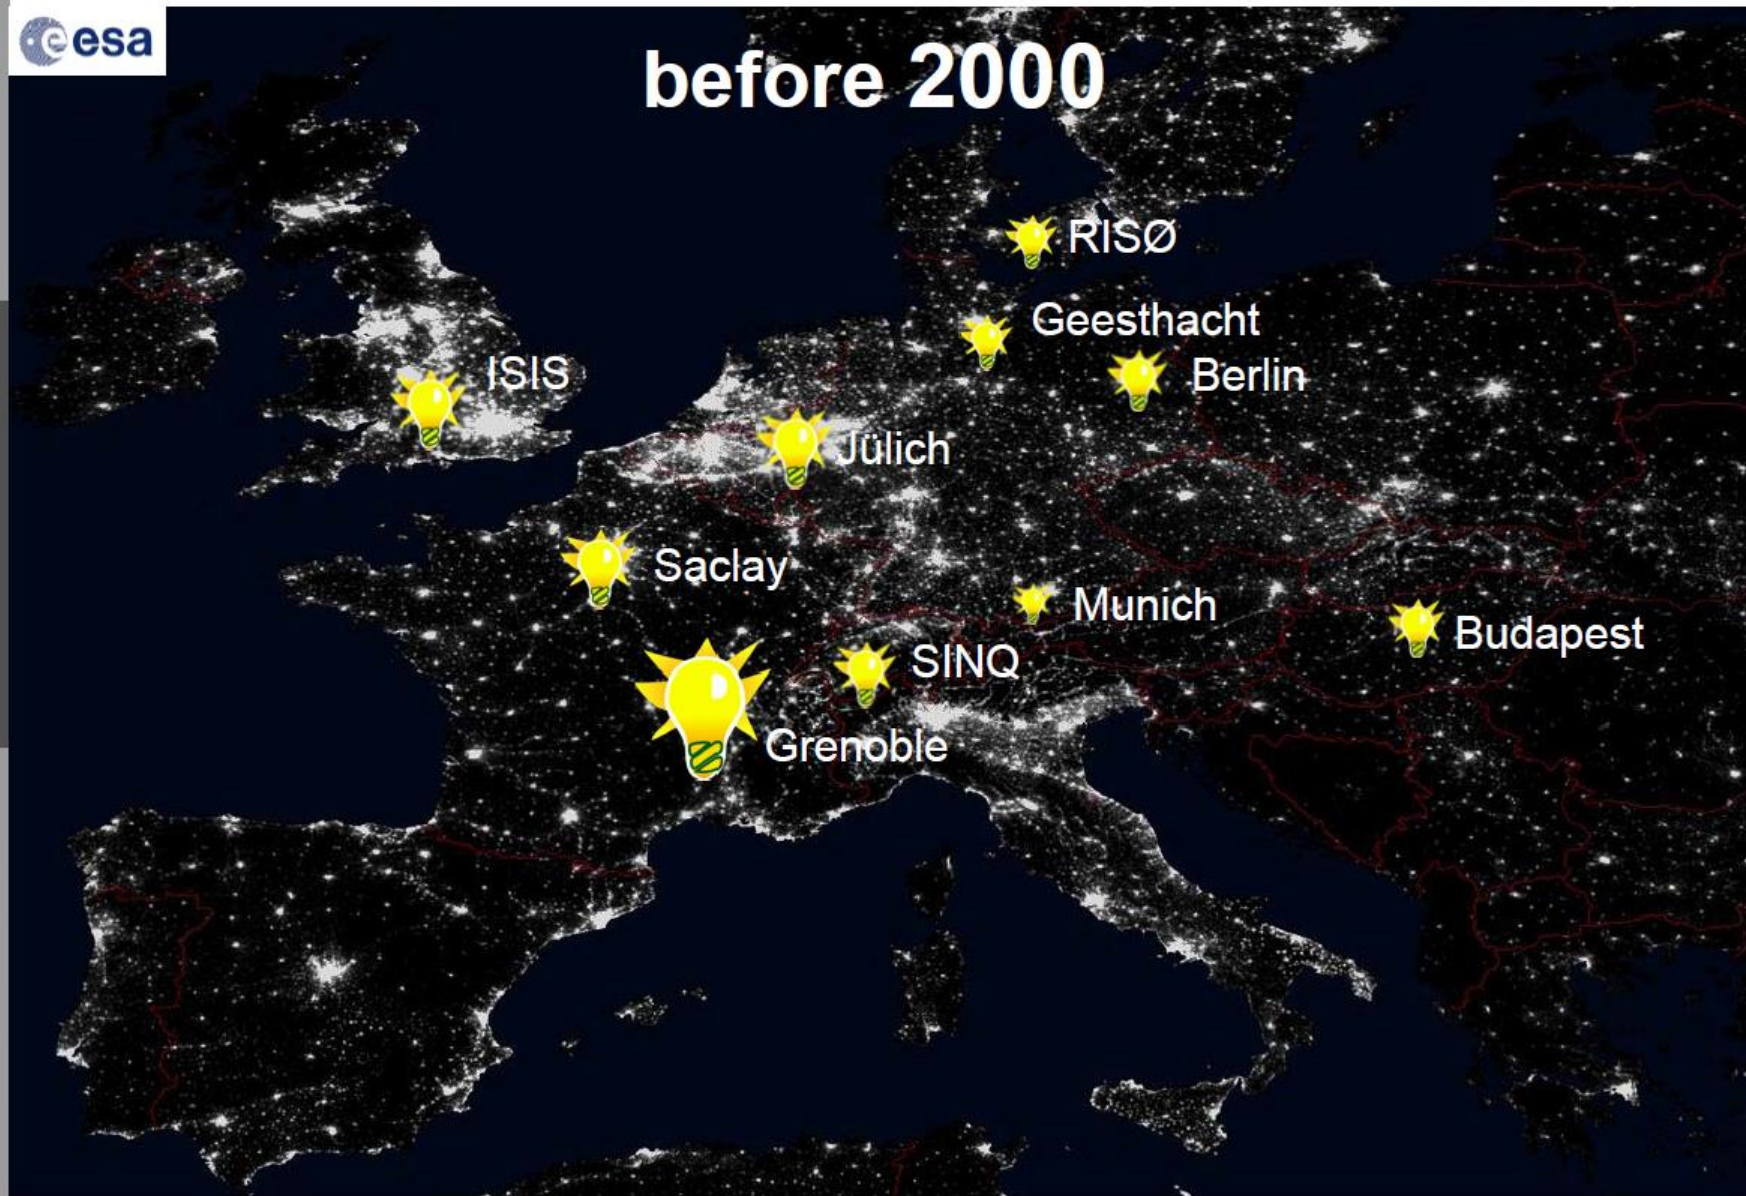 esa
before 2000
RISØ
Geesthacht
ISIS
Berlin
Jülich
Saclay
Munich
Budapest
SINQ
Grenoble